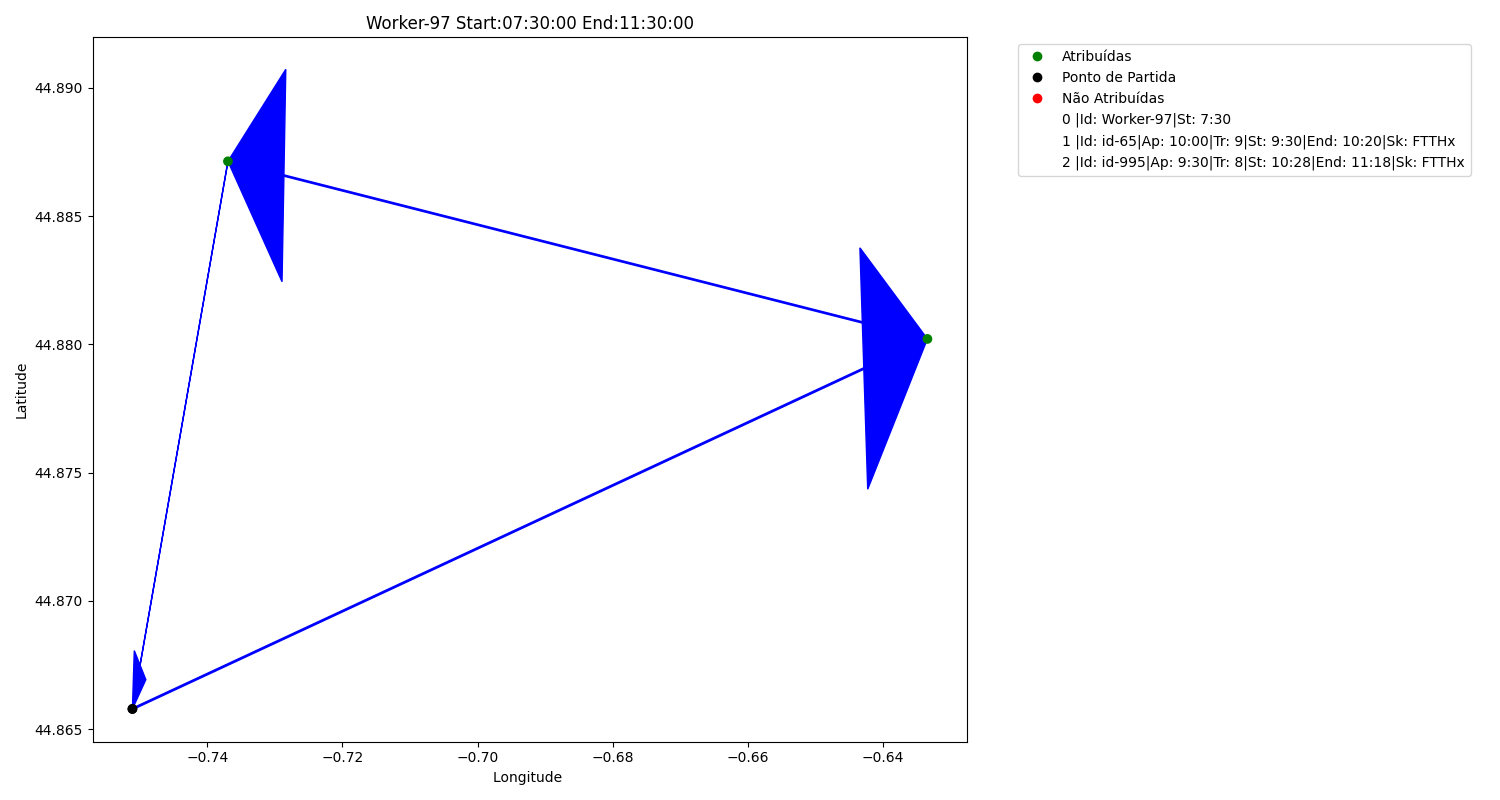 Worker-97 Start:07:30:00 End:11:30:00
Atribuídas
Ponto de Partida
Não Atribuídas
0 |Id: Worker-97|St: 7:30
1 |Id: id-65|Ap: 10:00|Tr: 9|St: 9:30|End: 10:20|Sk: FTTHx
2 |Id: id-995|Ap: 9:30|Tr: 8|St: 10:28|End: 11:18|Sk: FTTHx
Latitude
44.890
44.885
44.880
44.875
44.870
44.865
−0.74
−0.72
−0.70
−0.68
−0.66
−0.64
Longitude